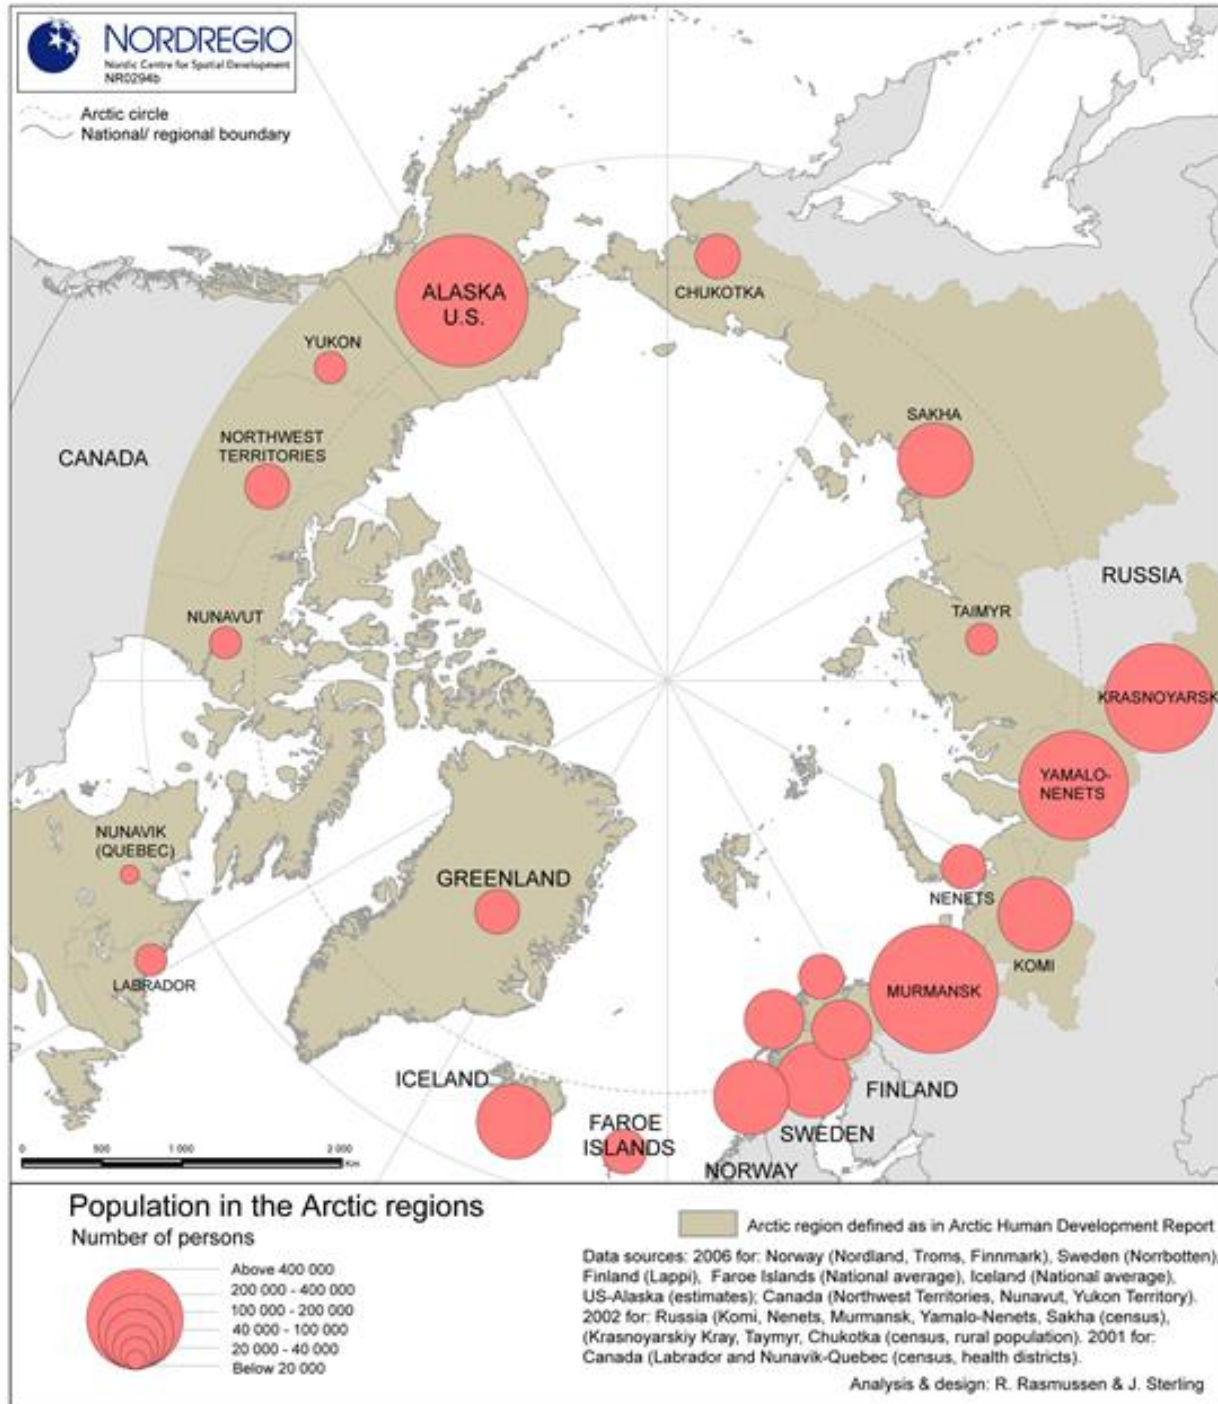 NORDREGIO
Nordic Centre for Spatial Development
NR0294b
Arctic circle
National/ regional boundary
ALASKA
U.S.
CHUKOTKA
YUKON
SAKHA
NORTHWEST
TERRITORIES
CANADA
RUSSIA
TAIMYR
NUNAVUT
KRASNOYARSK
YAMALO-
NENETS
NUNAVIK
(QUEBEC)
GREENLAND
NENETS
KOMI
LABRADOR
MURMANSK
ICELAND
FINLAND
FAROE
ISLANDS
SWEDEN
NORWAY
0 500 1 000 2 000
Km
Population in the Arctic regions
Number of persons
Above 400 000
200 000 - 400 000
100 000 - 200 000
40 000 - 100 000
20 000 - 40 000
Below 20 000
Arctic region defined as in Arctic Human Development Report
Data sources: 2006 for: Norway (Nordland, Troms, Finnmark), Sweden (Norrbotten),
Finland (Lappi), Faroe Islands (National average), Iceland (National average),
US-Alaska (estimates); Canada (Northwest Territories, Nunavut, Yukon Territory).
2002 for: Russia (Komi, Nenets, Murmansk, Yamalo-Nenets, Sakha (census),
(Krasnoyarskiy Kray, Taymyr, Chukotka (census, rural population). 2001 for:
Canada (Labrador and Nunavik-Quebec (census, health districts).
Analysis & design: R. Rasmussen & J. Sterling